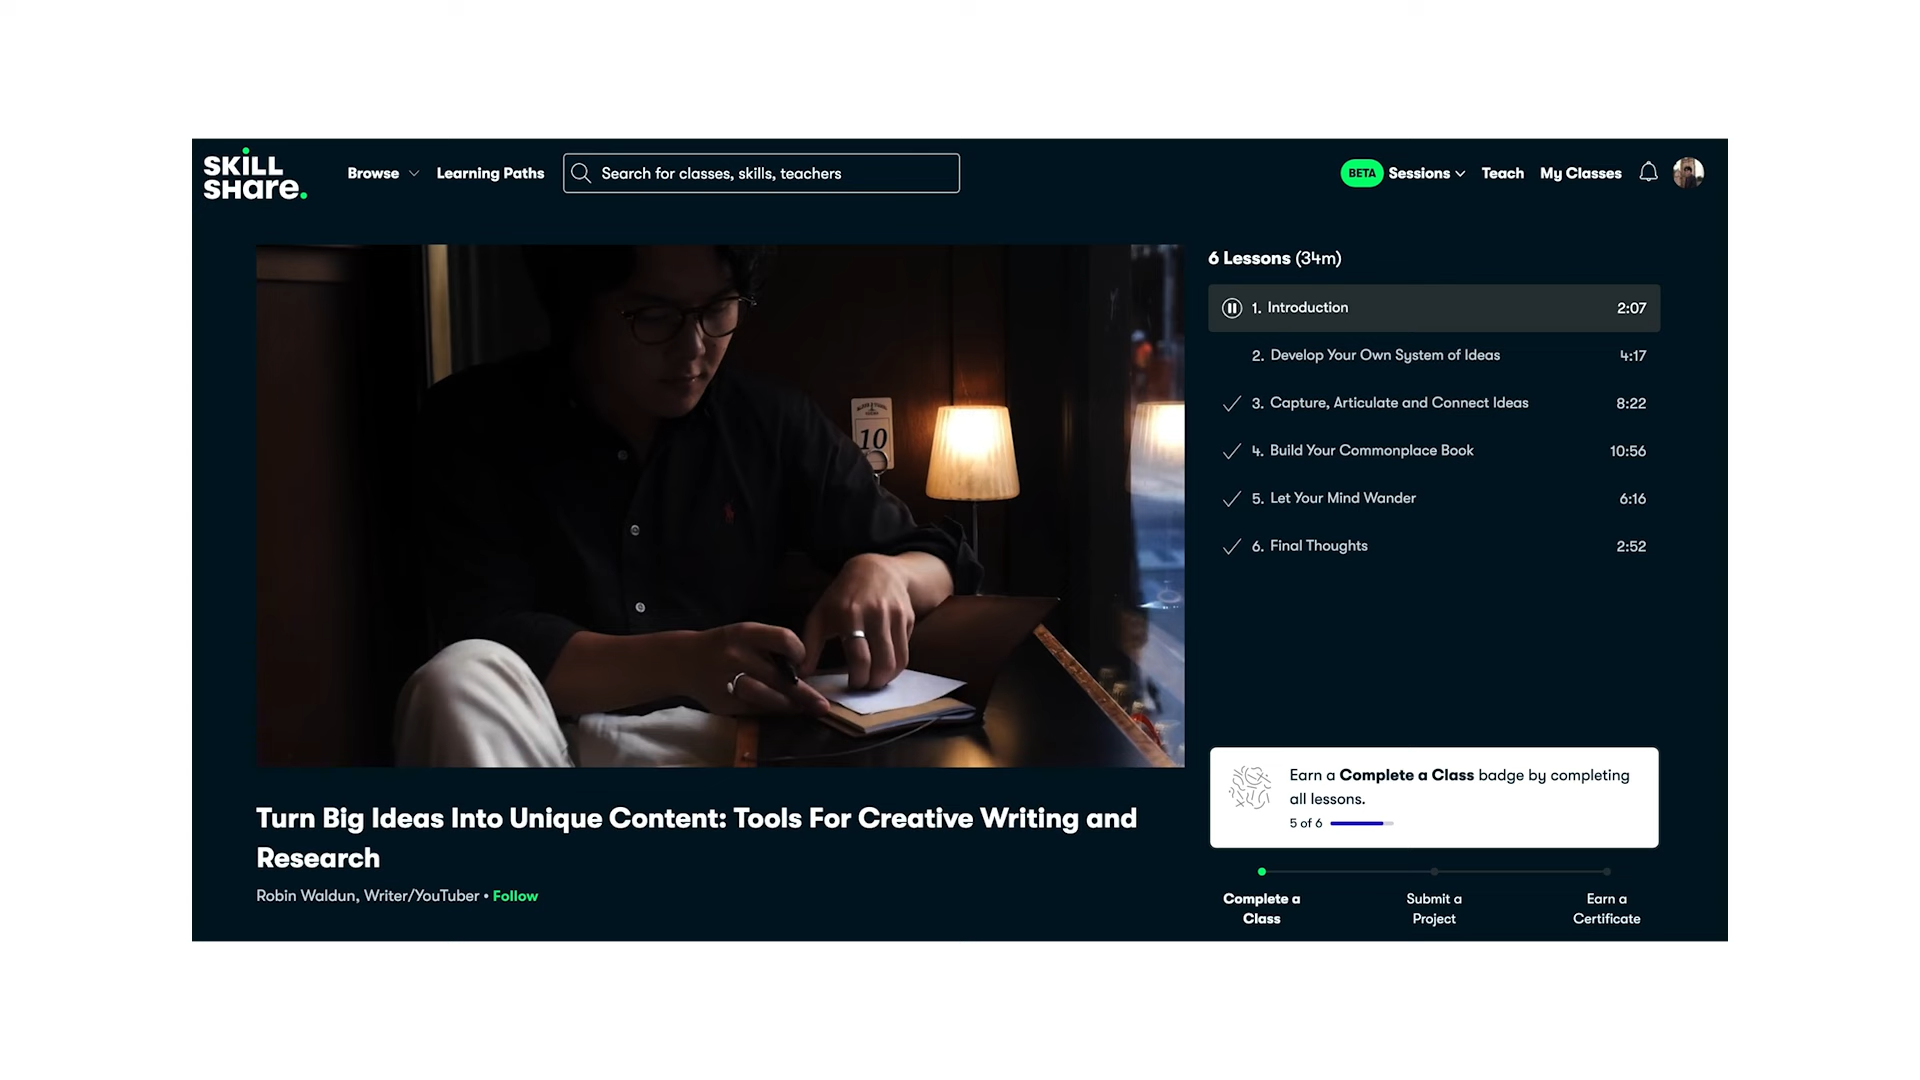 SKILL
SHARE.
Browse
Learning Paths
Search for classes, skills, teachers
BETA
Sessions
Teach
My Classes
10
6 Lessons (34m)
1. Introduction 2:07
2. Develop Your Own System of Ideas 4:17
3. Capture, Articulate and Connect Ideas 8:22
4. Build Your Commonplace Book 10:56
5. Let Your Mind Wander 6:16
6. Final Thoughts 2:52
Turn Big Ideas Into Unique Content: Tools For Creative Writing and
Research
Robin Waldun, Writer/YouTuber • Follow
Earn a Complete a Class badge by completing
all lessons.
5 of 6
Complete a
Class
Submit a
Project
Earn a
Certificate